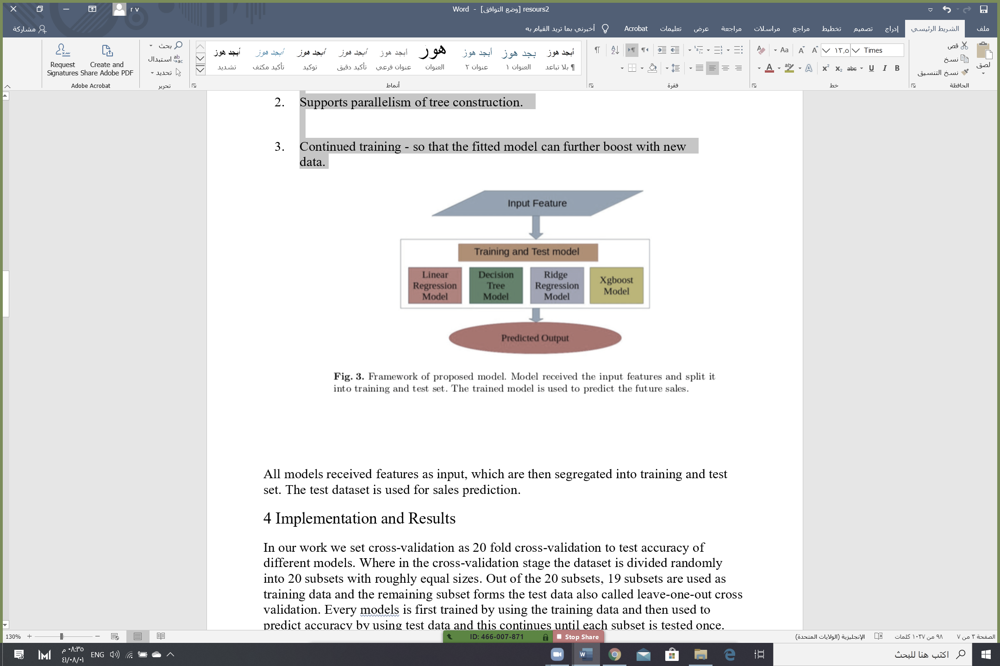 r v
Word - [وضع التوافق] resours2
ملف
الشريط الرئيسي
إدراج
تصميم
تخطيط
مراجع
مراسلات
مراجعة
عرض
تعليمات
Acrobat
أخبرني بما تريد القيام به
مشاركة
لصق
قص
نسخ
نسخ التنسيق
الحافظة
Times
١٣,٥
خط
فقرة
أبجد هوز
¶ بلا تباعد
بجد هوز
العنوان ١
أبجد هوز
عنوان ٢
هوز
العنوان
أبجد هوز
عنوان فرعي
أبجد هوز
تأكيد دقيق
أبجد هوز
توكيد
أبجد هوز
تأكيد مكثف
أبجد هوز
تشديد
أنماط
بحث
استبدال
تحديد
تحرير
Create and Share Adobe PDF
Request Signatures
Adobe Acrobat
2. Supports parallelism of tree construction.
3. Continued training - so that the fitted model can further boost with new
data.
Input Feature
Training and Test model
Linear Regression Model
Decision Tree Model
Ridge Regression Model
Xgboost Model
Predicted Output
Fig. 3. Framework of proposed model. Model received the input features and split it
into training and test set. The trained model is used to predict the future sales.
All models received features as input, which are then segregated into training and test
set. The test dataset is used for sales prediction.
4 Implementation and Results
In our work we set cross-validation as 20 fold cross-validation to test accuracy of
different models. Where in the cross-validation stage the dataset is divided randomly
into 20 subsets with roughly equal sizes. Out of the 20 subsets, 19 subsets are used as
training data and the remaining subset forms the test data also called leave-one-out cross
validation. Every models is first trained by using the training data and then used to
predict accuracy by using test data and this continues until each subset is tested once.
الصفحة ٣ من ٧
٩٨ من ١٠٣٧ كلمات
الإنجليزية (الولايات المتحدة)
ID: 466-007-871
Stop Share
130%
اكتب هنا للبحث
ENG
٠٨:٣٥ م
٤١/٠٨/٠١